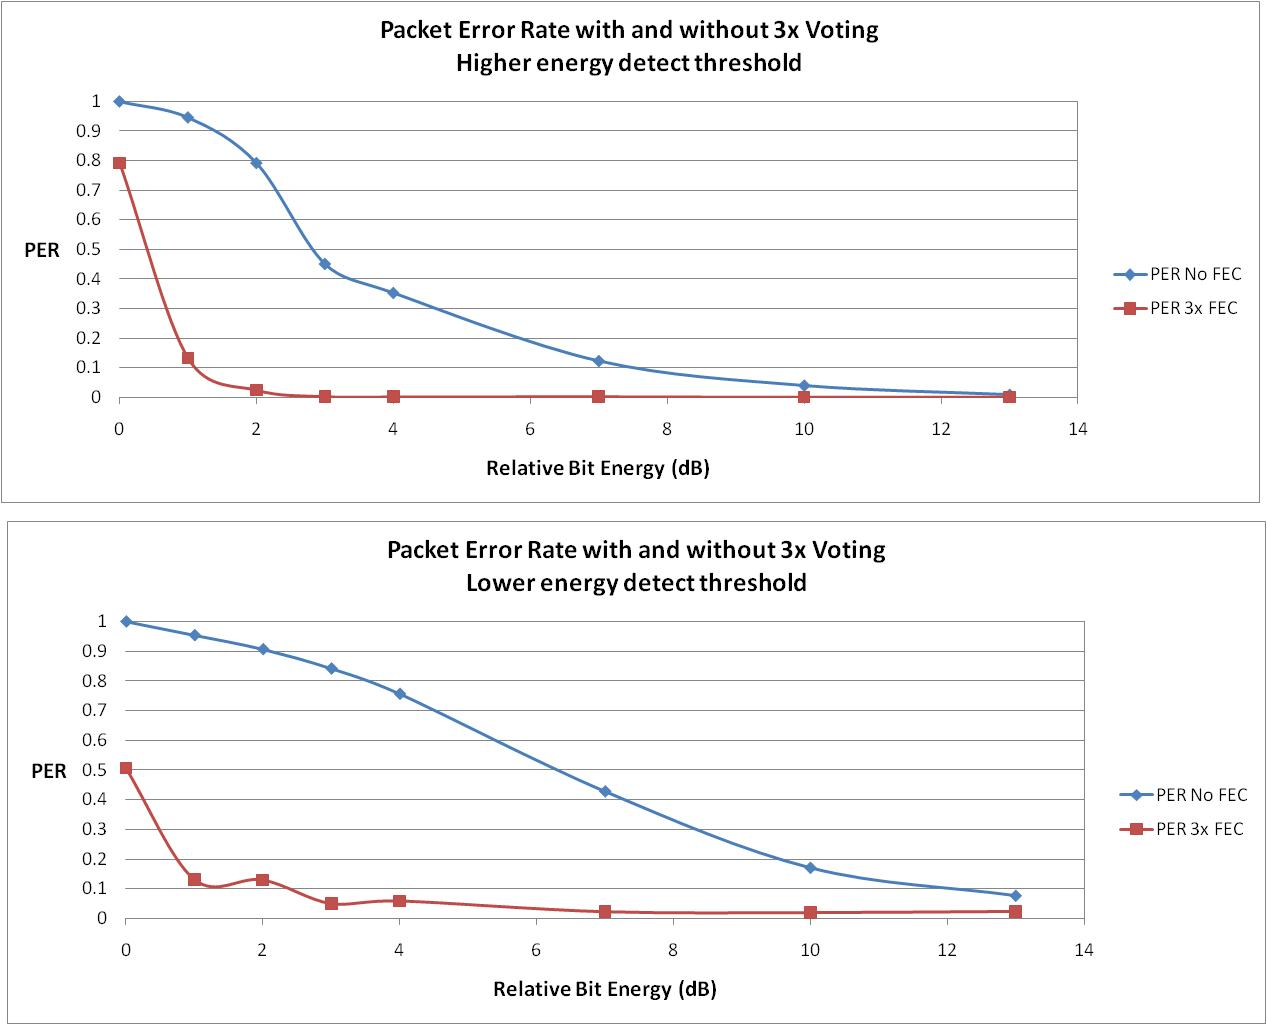 Packet Error Rate with and without 3x Voting
Higher energy detect threshold
1
0.9
0.8
0.7
0.6
0.5
0.4
0.3
0.2
0.1
0
PER
0 2 4 6 8 10 12 14
Relative Bit Energy (dB)
PER No FEC
PER 3x FEC
Packet Error Rate with and without 3x Voting
Lower energy detect threshold
1
0.9
0.8
0.7
0.6
0.5
0.4
0.3
0.2
0.1
0
PER
0 2 4 6 8 10 12 14
Relative Bit Energy (dB)
PER No FEC
PER 3x FEC